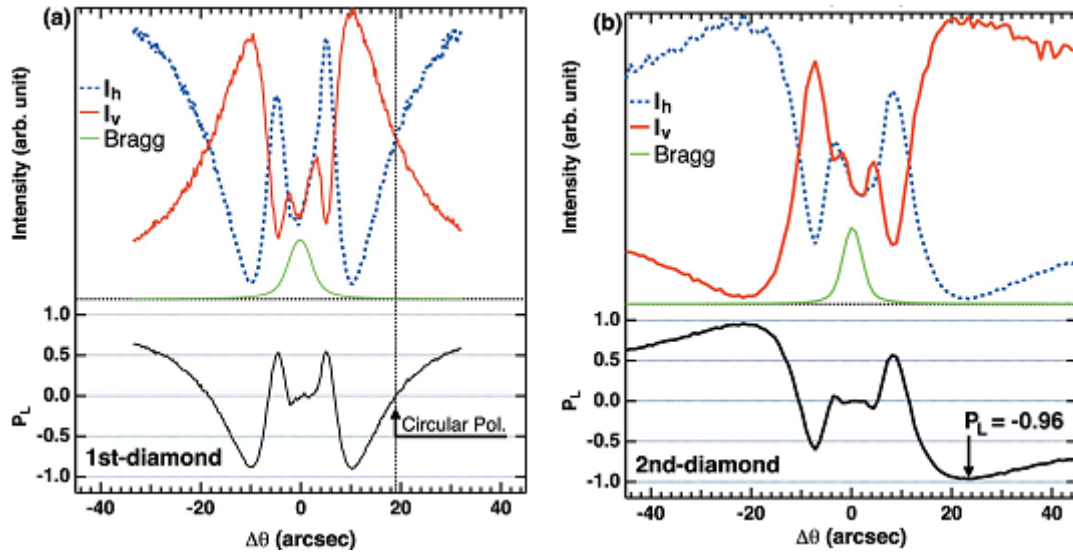 (a)
Intensity (arb. unit)
I_h
I_v
Bragg
1.0
0.5
0.0
-0.5
-1.0
P_L
Circular Pol.
1st-diamond
-40
-20
0
20
40
Δθ (arcsec)
(b)
Intensity (arb. unit)
I_h
I_v
Bragg
1.0
0.5
0.0
-0.5
-1.0
P_L
P_L = -0.96
2nd-diamond
-40
-20
0
20
40
Δθ (arcsec)